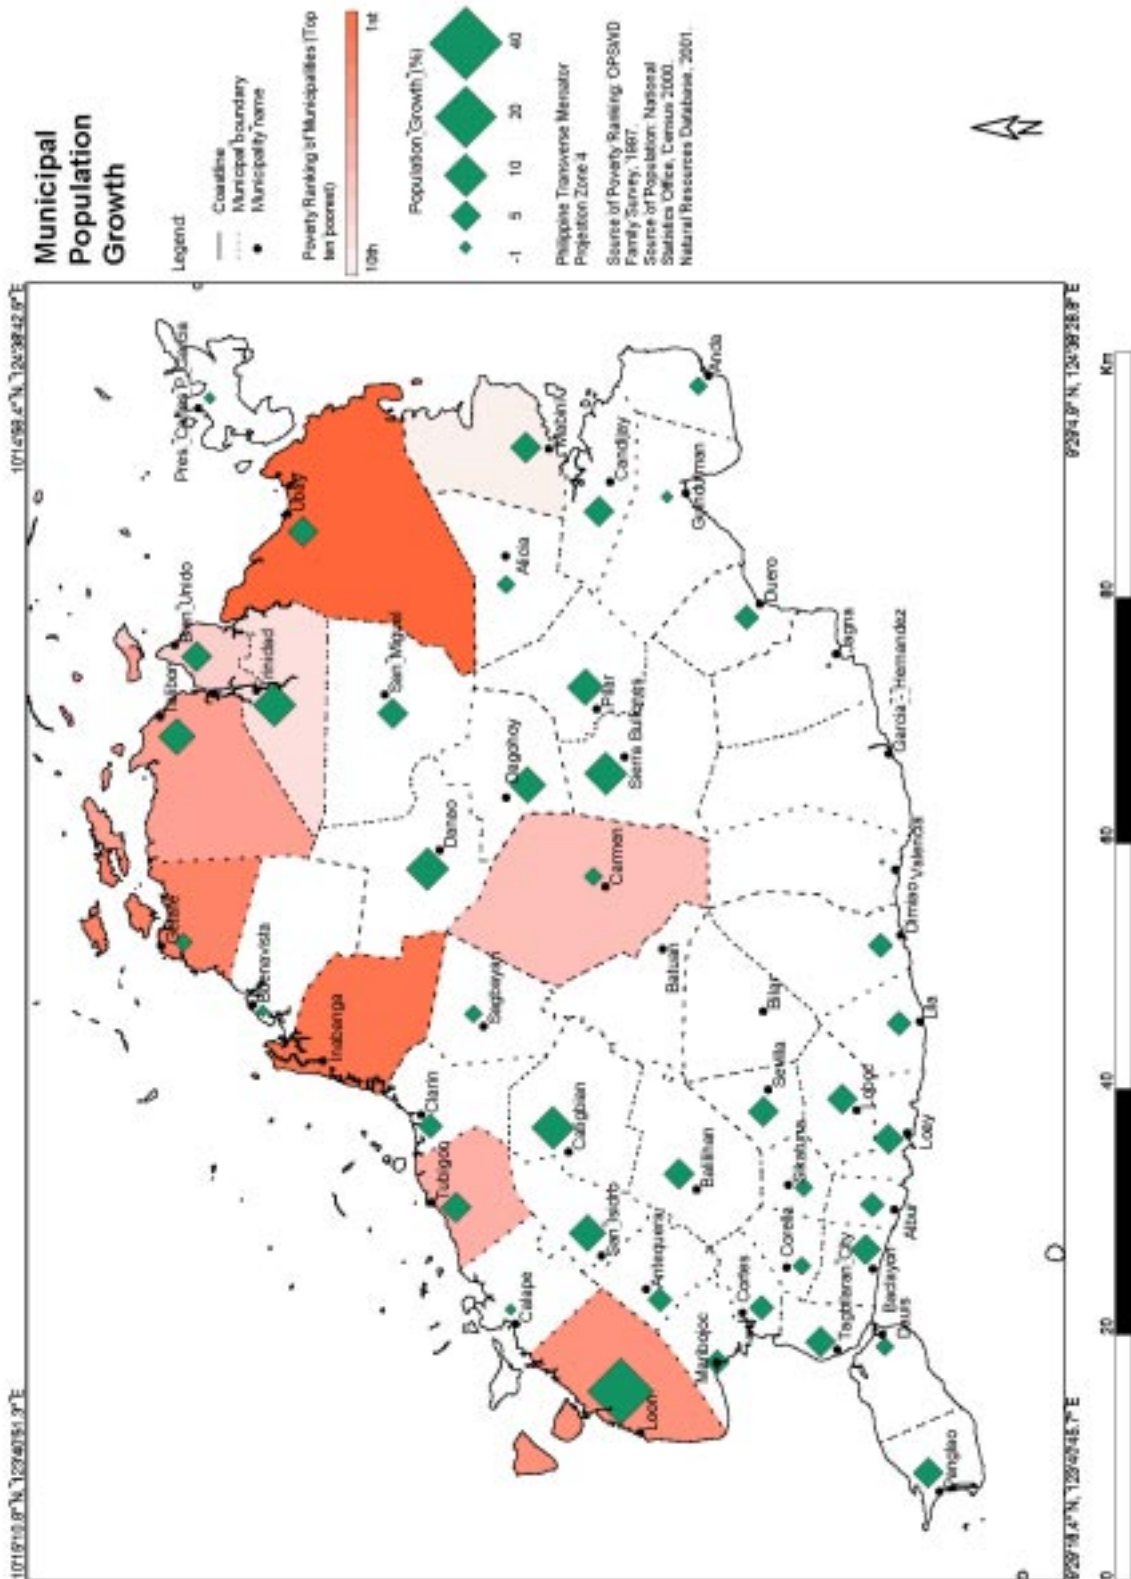 Municipal
Population
Growth
Legend:
Coastline
Municipal boundary
Municipality name
Poverty Ranking of Municipalities (Top
ten poorest)
10th
1st
Population Growth (%)
-1
5
10
20
40
Philippine Transverse Mercator
Projection Zone 4
Source of Poverty Ranking: OPSWD
Family Survey, 1997.
Source of Population: National
Statistics Office, Census 2000.
Natural Resources Database, 2001.
N
Pres. Carlos P. Garcia
Bien Unido
Ubay
Trinidad
Getafe
Buenavista
San Miguel
Inabanga
Danao
Mabini
Clarin
Tubigon
Sagbayan
Dagohoy
Alicia
Calape
Catigbian
Carmen
Pilar
Sierra Bullones
Candijay
San Isidro
Loon
Antequera
Balilihan
Batuan
Guindulman
Anda
Maribojoc
Cortes
Corella
Sikatuna
Sevilla
Bilar
Duero
Jagna
Tagbilaran City
Baclayon
Dauis
Albur
Loay
Loboc
Lila
Dimiao
Valencia
Garcia - Hernandez
Panglao
0
20
40
60
80
Km